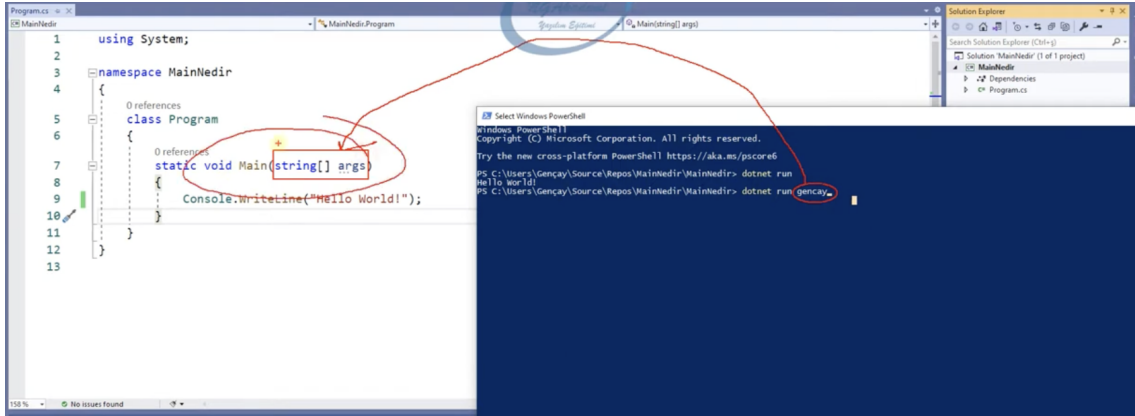 Program.cs
MainNedir
MainNedir.Program
Main(string[] args)
NGAkademi
Yazılım Eğitimi
1 using System;
2
3 namespace MainNedir
4 {
0 references
5 class Program
6 {
0 references
7 static void Main(string[] args)
8 {
9 Console.WriteLine("Hello World!");
10 }
11 }
12 }
13
158 %
No issues found
Select Windows PowerShell
Windows PowerShell
Copyright (C) Microsoft Corporation. All rights reserved.
Try the new cross-platform PowerShell https://aka.ms/pscore6
PS C:\Users\Gençay\Source\Repos\MainNedir\MainNedir> dotnet run
Hello World!
PS C:\Users\Gençay\Source\Repos\MainNedir\MainNedir> dotnet run gencay
Solution Explorer
Search Solution Explorer (Ctrl+ş)
Solution 'MainNedir' (1 of 1 project)
MainNedir
Dependencies
C# Program.cs